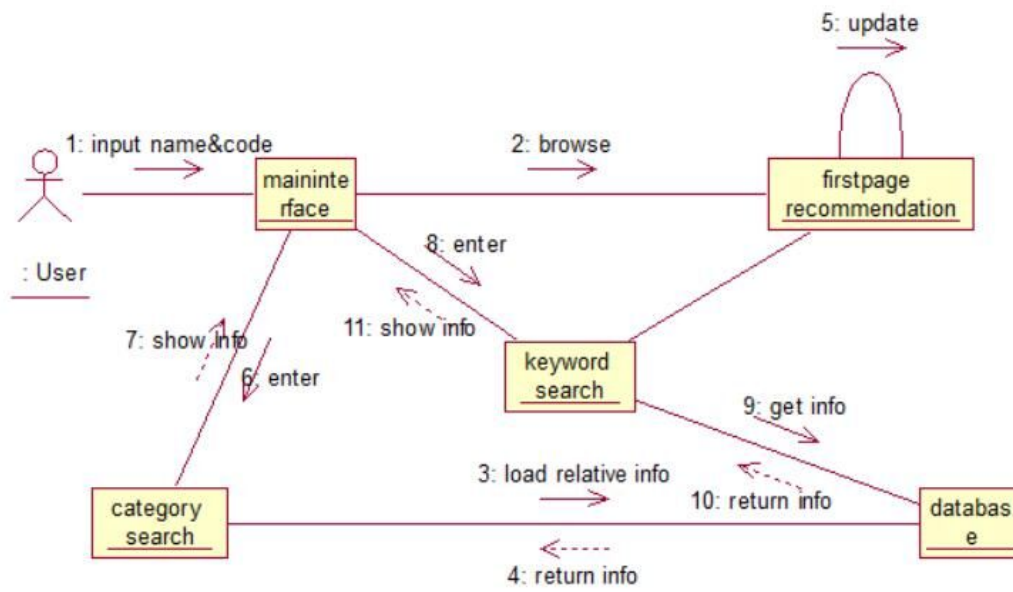 5: update
1: input name&code
2: browse
maininte
rface
firstpage
recommendation
: User
8: enter
11: show info
7: show info
6: enter
keyword
search
9: get info
3: load relative info
10: return info
category
search
databas
e
4: return info